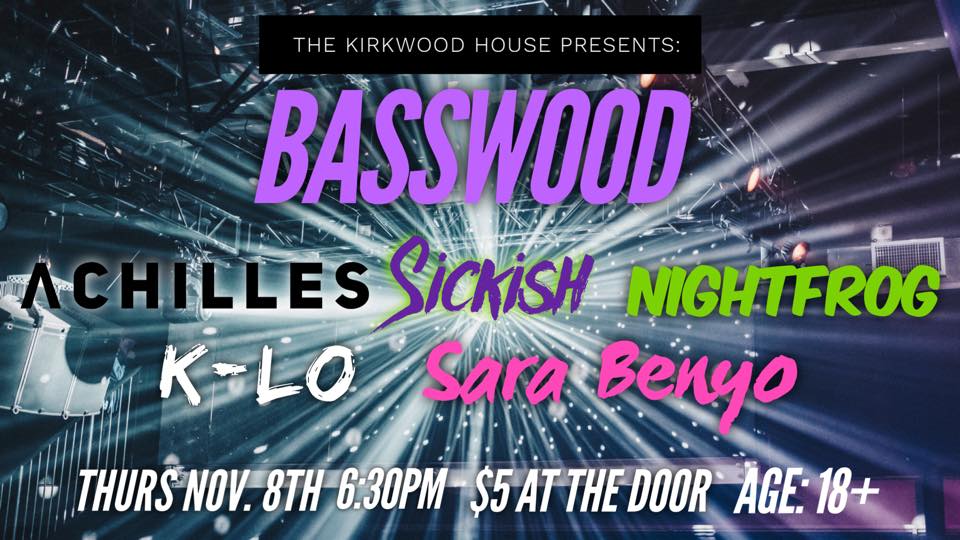 THE KIRKWOOD HOUSE PRESENTS:
BASSWOOD
ACHILLES SICKISH NIGHTFROG
K-LO Sara Benyo
THURS NOV. 8TH 6:30PM $5 AT THE DOOR AGE: 18+